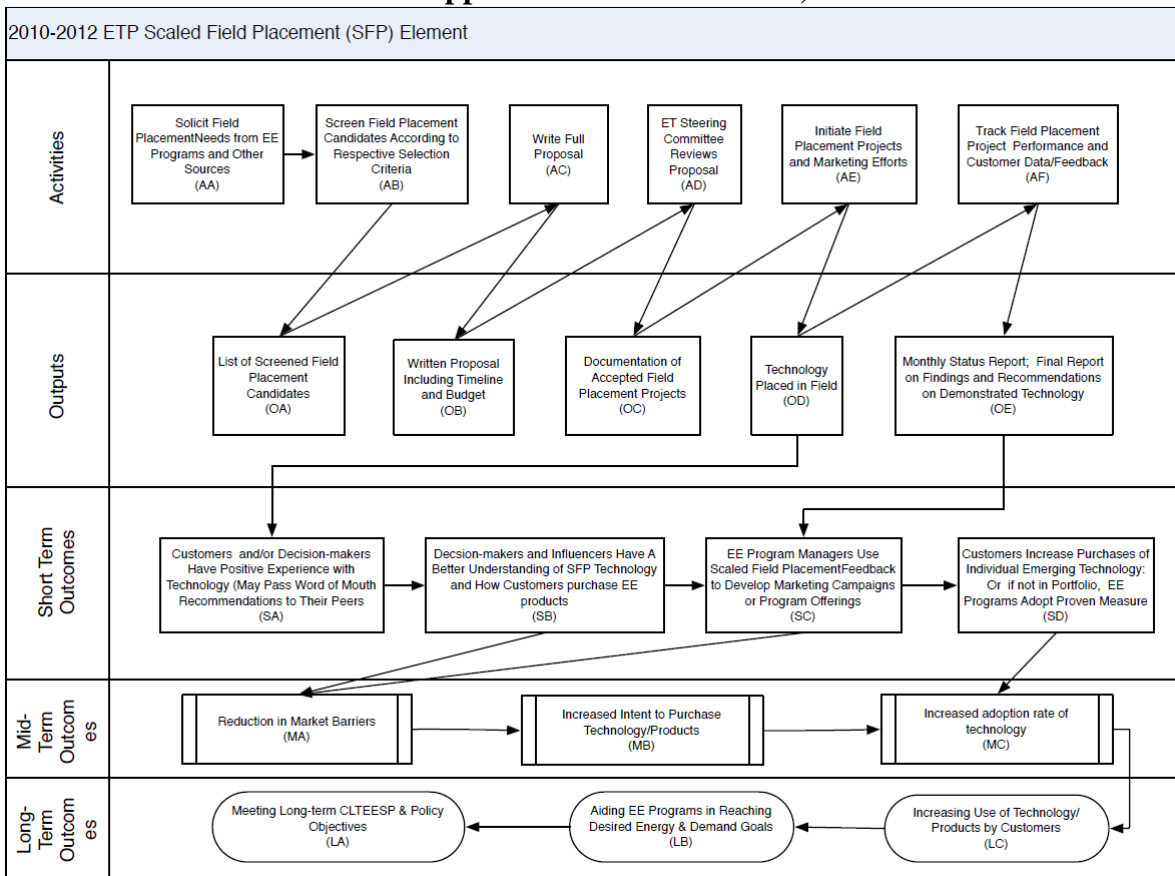 2010-2012 ETP Scaled Field Placement (SFP) Element
Activities
Solicit Field
PlacementNeeds from EE
Programs and Other
Sources
(AA)
Screen Field Placement
Candidates According to
Respective Selection
Criteria
(AB)
Write Full
Proposal
(AC)
ET Steering
Committee
Reviews
Proposal
(AD)
Initiate Field
Placement Projects
and Marketing Efforts
(AE)
Track Field Placement
Project Performance and
Customer Data/Feedback
(AF)
Outputs
List of Screened Field
Placement
Candidates
(OA)
Written Proposal
Including Timeline
and Budget
(OB)
Documentation of
Accepted Field
Placement Projects
(OC)
Technology
Placed in Field
(OD)
Monthly Status Report; Final Report
on Findings and Recommendations
on Demonstrated Technology
(OE)
Short Term
Outcomes
Customers and/or Decision-makers
Have Positive Experience with
Technology (May Pass Word of Mouth
Recommendations to Their Peers
(SA)
Decsion-makers and Influencers Have A
Better Understanding of SFP Technology
and How Customers purchase EE
products
(SB)
EE Program Managers Use
Scaled Field PlacementFeedback
to Develop Marketing Campaigns
or Program Offerings
(SC)
Customers Increase Purchases of
Individual Emerging Technology:
Or if not in Portfolio, EE
Programs Adopt Proven Measure
(SD)
Mid-
Term
Outcom
es
Reduction in Market Barriers
(MA)
Increased Intent to Purchase
Technology/Products
(MB)
Increased adoption rate of
technology
(MC)
Long-
Term
Outcom
es
Meeting Long-term CLTEESP & Policy
Objectives
(LA)
Aiding EE Programs in Reaching
Desired Energy & Demand Goals
(LB)
Increasing Use of Technology/
Products by Customers
(LC)